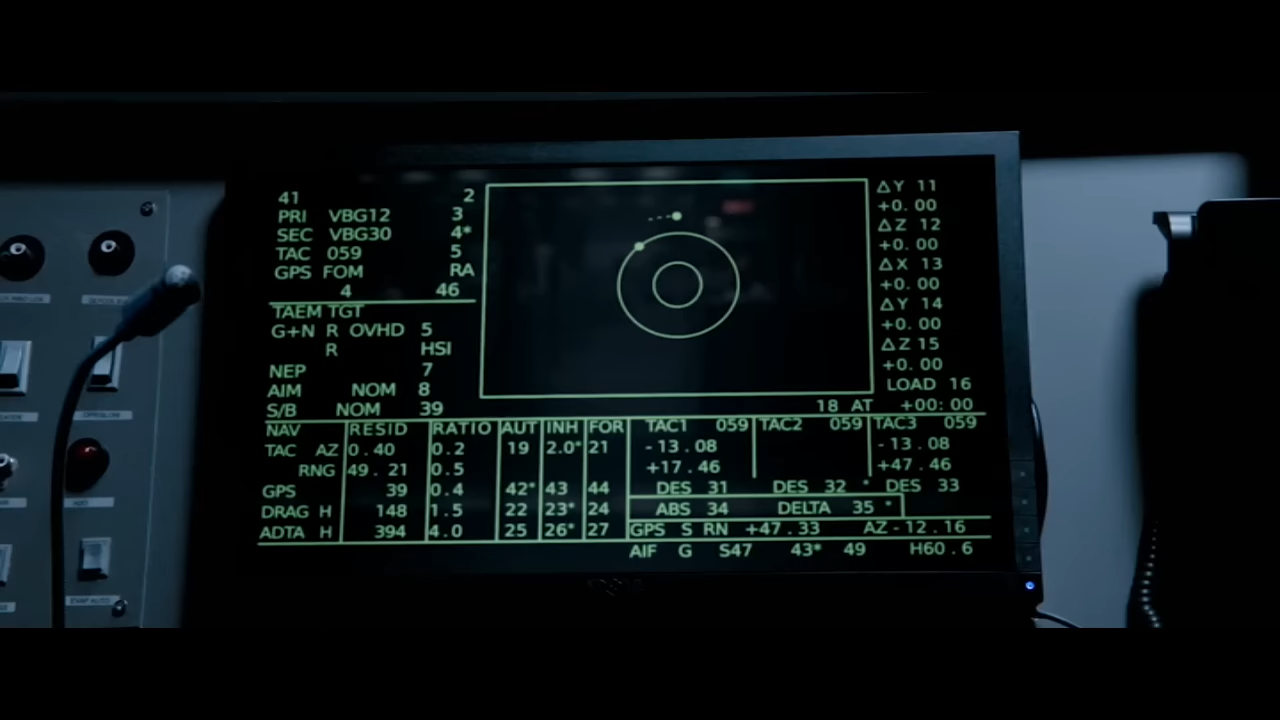 41 2
PRI VBG12 3
SEC VBG30 4*
TAC 059 5
GPS FOM RA
4 46
TAEM TGT
G+N R OVHD 5
R HSI
NEP 7
AIM NOM 8
S/B NOM 39
ΔY 11
+0.00
ΔZ 12
+0.00
ΔX 13
+0.00
ΔY 14
+0.00
ΔZ 15
+0.00
LOAD 16
18 AT +00:00
NAV RESID RATIO AUT INH FOR TAC1 059 TAC2 059 TAC3 059
TAC AZ 0.40 0.2 19 2.0* 21 -13.08 -13.08
RNG 49.21 0.5 +17.46 +47.46
GPS 39 0.4 42* 43 44 DES 31 DES 32 * DES 33
DRAG H 148 1.5 22 23* 24 ABS 34 DELTA 35 *
ADTA H 394 4.0 25 26* 27 GPS S RN +47.33 AZ-12.16
AIF G S47 43* 49 H60.6
DELL